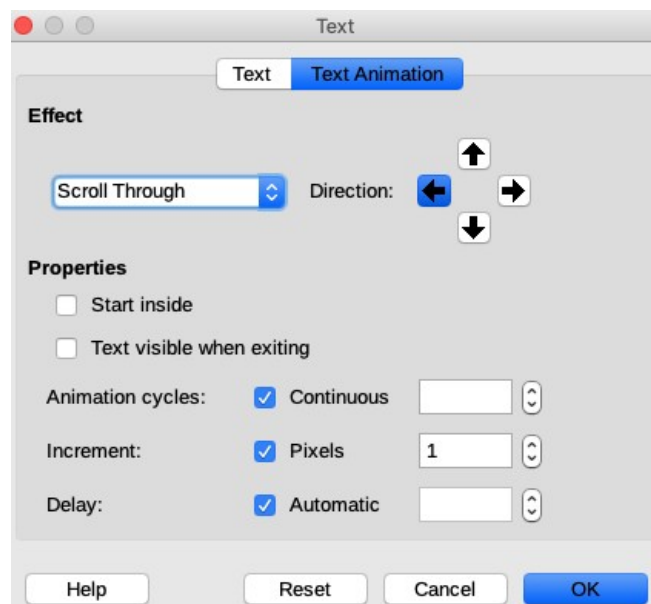 Text
Text Text Animation
Effect
Scroll Through Direction:
Properties
Start inside
Text visible when exiting
Animation cycles: Continuous
Increment: Pixels 1
Delay: Automatic
Help Reset Cancel OK